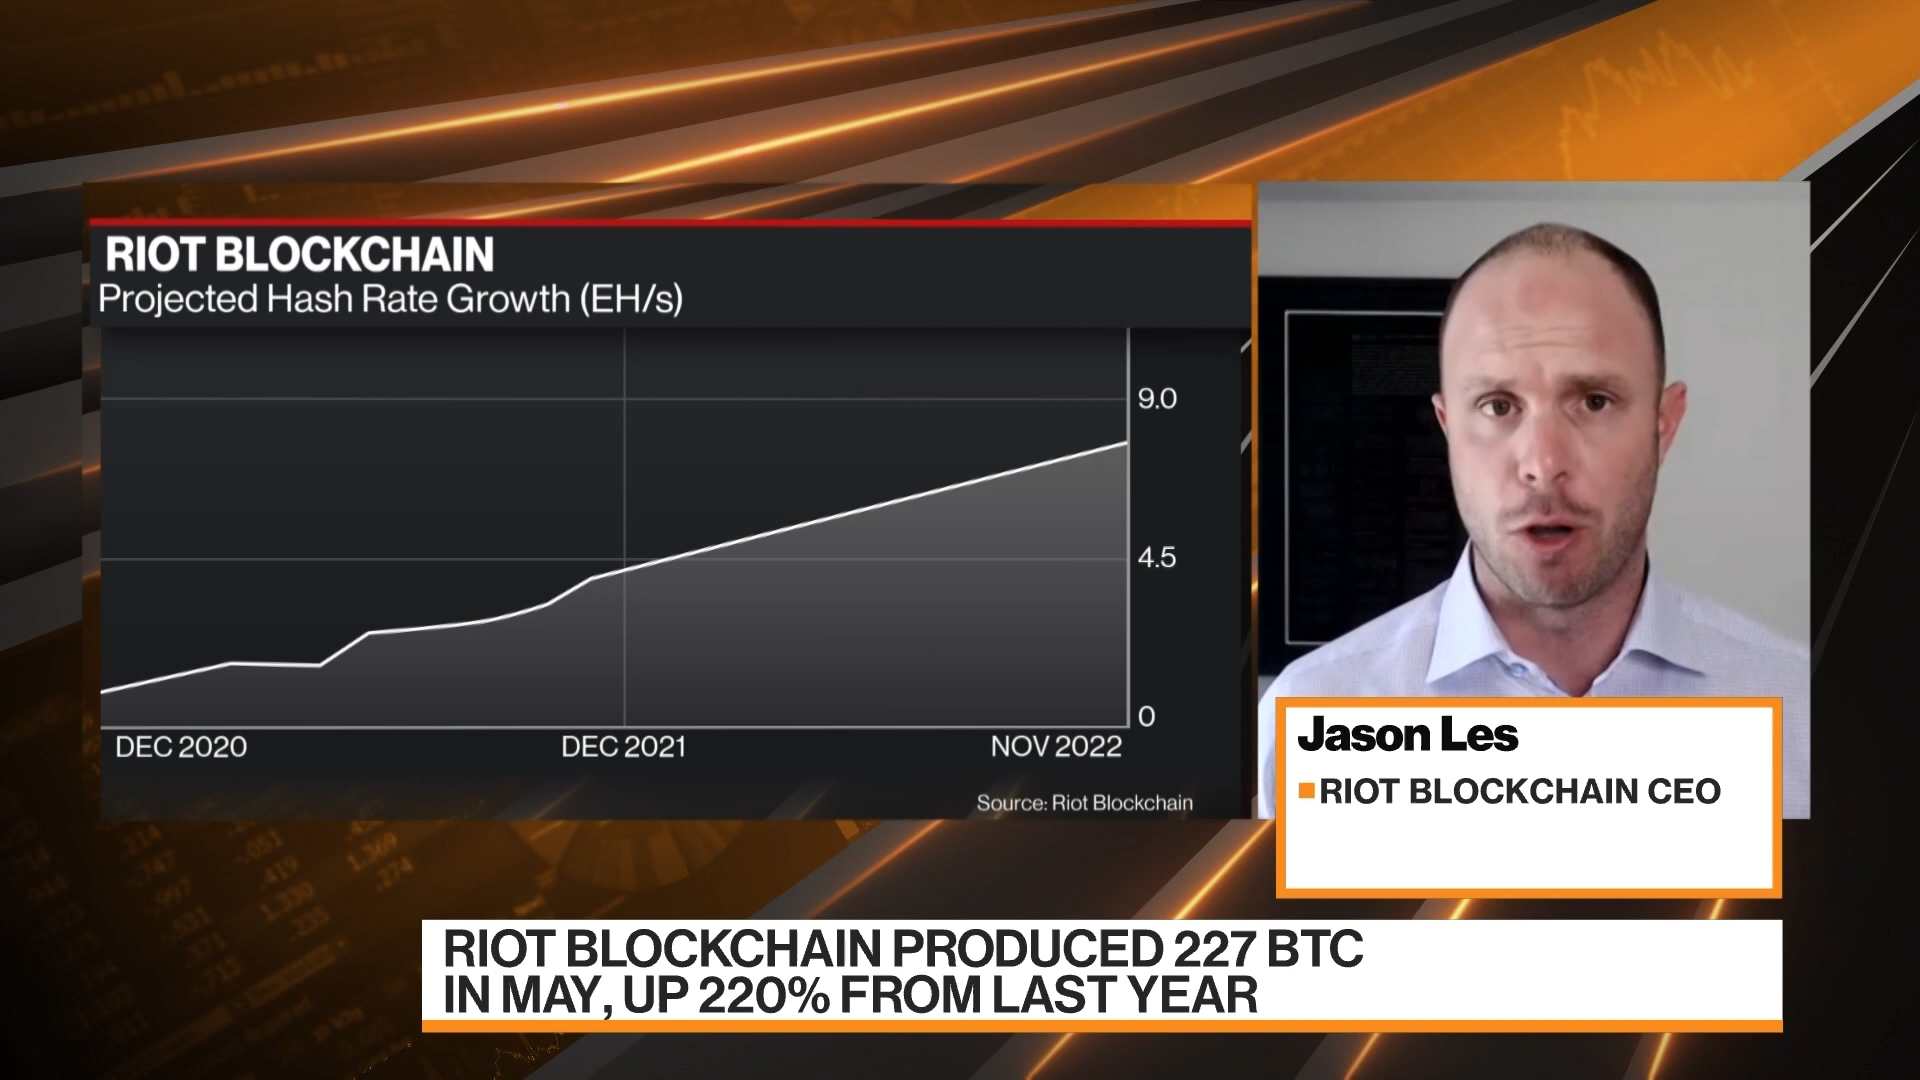 RIOT BLOCKCHAIN
Projected Hash Rate Growth (EH/s)
9.0
4.5
0
DEC 2020
DEC 2021
NOV 2022
Source: Riot Blockchain
Jason Les
RIOT BLOCKCHAIN CEO
RIOT BLOCKCHAIN PRODUCED 227 BTC
IN MAY, UP 220% FROM LAST YEAR